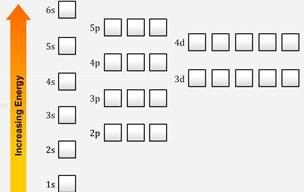 6s
5p
4d
5s
4p
3d
4s
3p
3s
2p
2s
1s
Increasing Energy